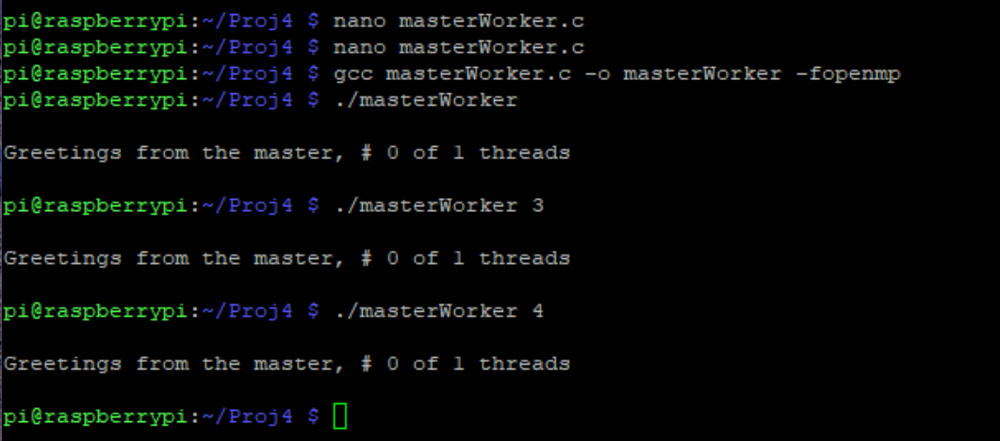 pi@raspberrypi:~/Proj4 $ nano masterWorker.c
pi@raspberrypi:~/Proj4 $ nano masterWorker.c
pi@raspberrypi:~/Proj4 $ gcc masterWorker.c -o masterWorker -fopenmp
pi@raspberrypi:~/Proj4 $ ./masterWorker
Greetings from the master, # 0 of 1 threads
pi@raspberrypi:~/Proj4 $ ./masterWorker 3
Greetings from the master, # 0 of 1 threads
pi@raspberrypi:~/Proj4 $ ./masterWorker 4
Greetings from the master, # 0 of 1 threads
pi@raspberrypi:~/Proj4 $